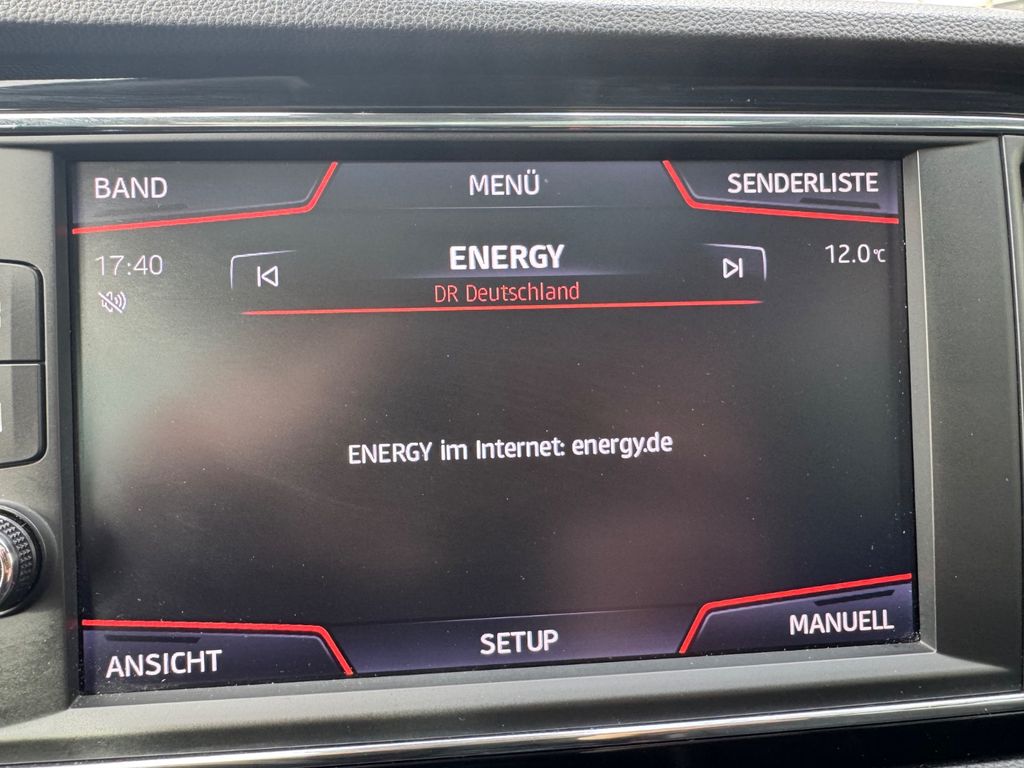 BAND
MENÜ
SENDERLISTE
17:40
ENERGY
12.0°C
DR Deutschland
ENERGY im Internet: energy.de
ANSICHT
SETUP
MANUELL